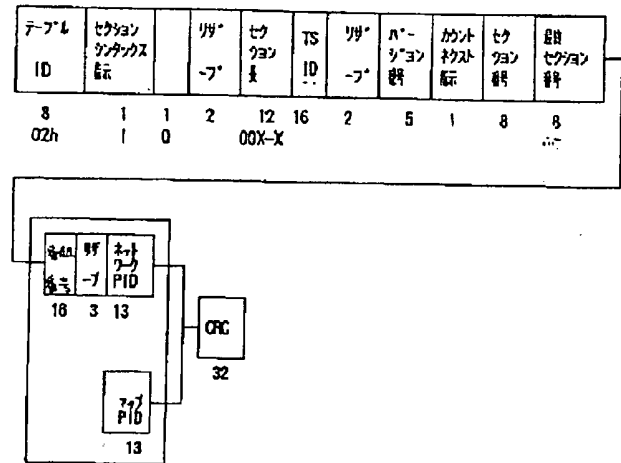 テーブル ID
セクション シンタックス 指示
リザーブ
セクション 長
TS ID
リザーブ
バージョン 番号
カウント ネクスト 指示
セクション 番号
最終 セクション 番号
8 1 1 2 12 16 2 5 1 8 8
02h 1 0 00X-X
リザーブ
ネットワーク PID
16 3 13
CRC
32
マップ PID
13